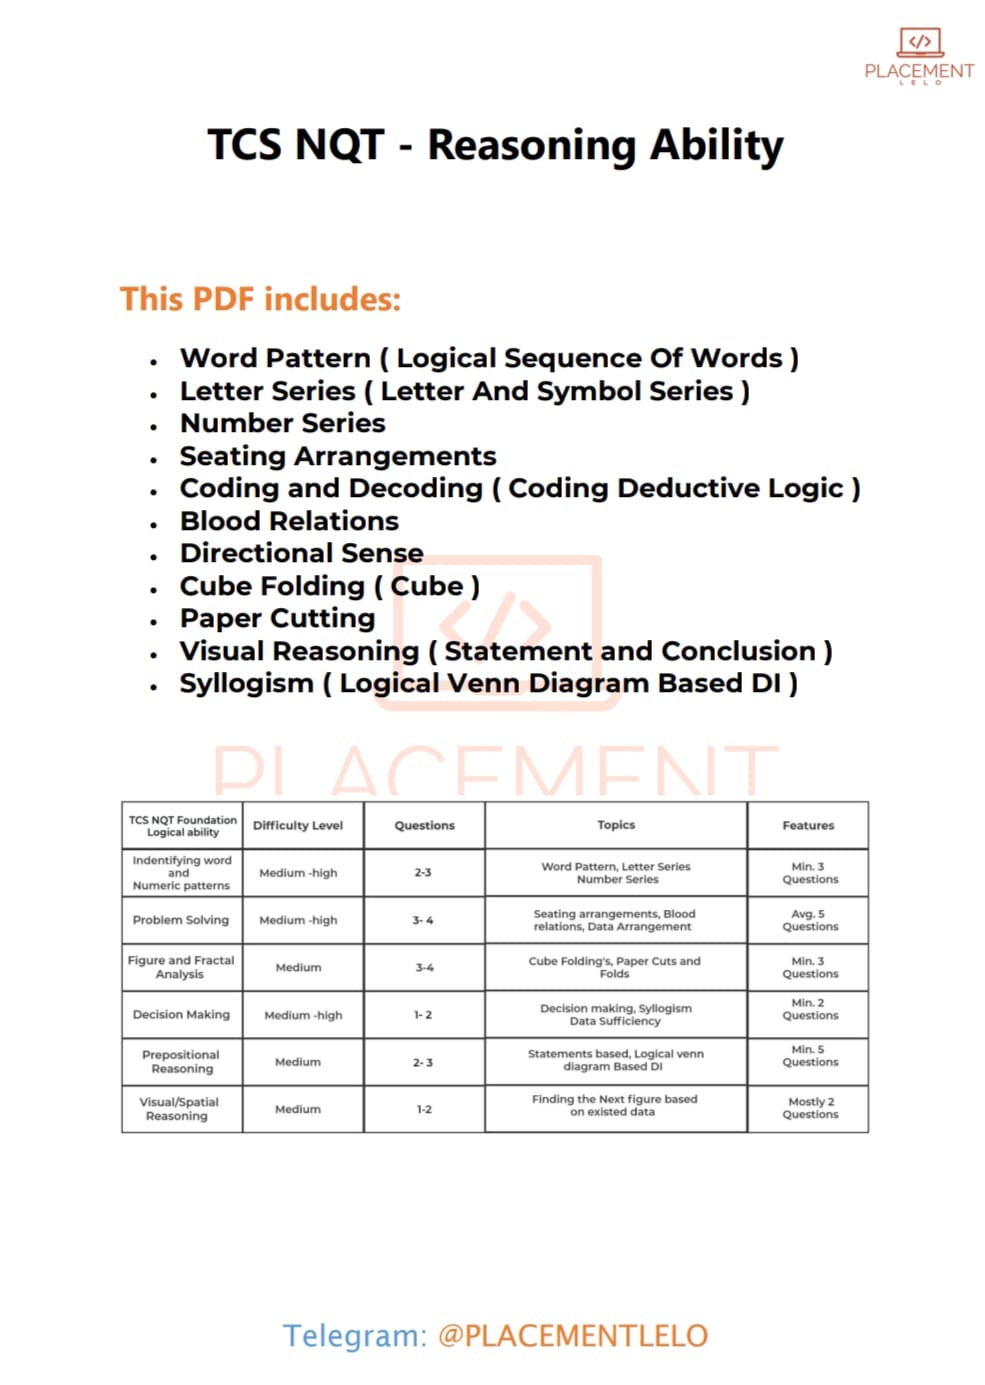 </>
PLACEMENT
LELO
TCS NQT - Reasoning Ability
This PDF includes:
• Word Pattern ( Logical Sequence Of Words )
• Letter Series ( Letter And Symbol Series )
• Number Series
• Seating Arrangements
• Coding and Decoding ( Coding Deductive Logic )
• Blood Relations
• Directional Sense
• Cube Folding ( Cube )
• Paper Cutting
• Visual Reasoning ( Statement and Conclusion )
• Syllogism ( Logical Venn Diagram Based DI )
</>
PLACEMENT
TCS NQT Foundation
Logical ability
Difficulty Level
Questions
Topics
Features
Indentifying word
and
Numeric patterns
Medium -high
2-3
Word Pattern, Letter Series
Number Series
Min. 3
Questions
Problem Solving
Medium -high
3- 4
Seating arrangements, Blood
relations, Data Arrangement
Avg. 5
Questions
Figure and Fractal
Analysis
Medium
3-4
Cube Folding's, Paper Cuts and
Folds
Min. 3
Questions
Decision Making
Medium -high
1- 2
Decision making, Syllogism
Data Sufficiency
Min. 2
Questions
Prepositional
Reasoning
Medium
2- 3
Statements based, Logical venn
diagram Based DI
Min. 5
Questions
Visual/Spatial
Reasoning
Medium
1-2
Finding the Next figure based
on existed data
Mostly 2
Questions
Telegram: @PLACEMENTLELO